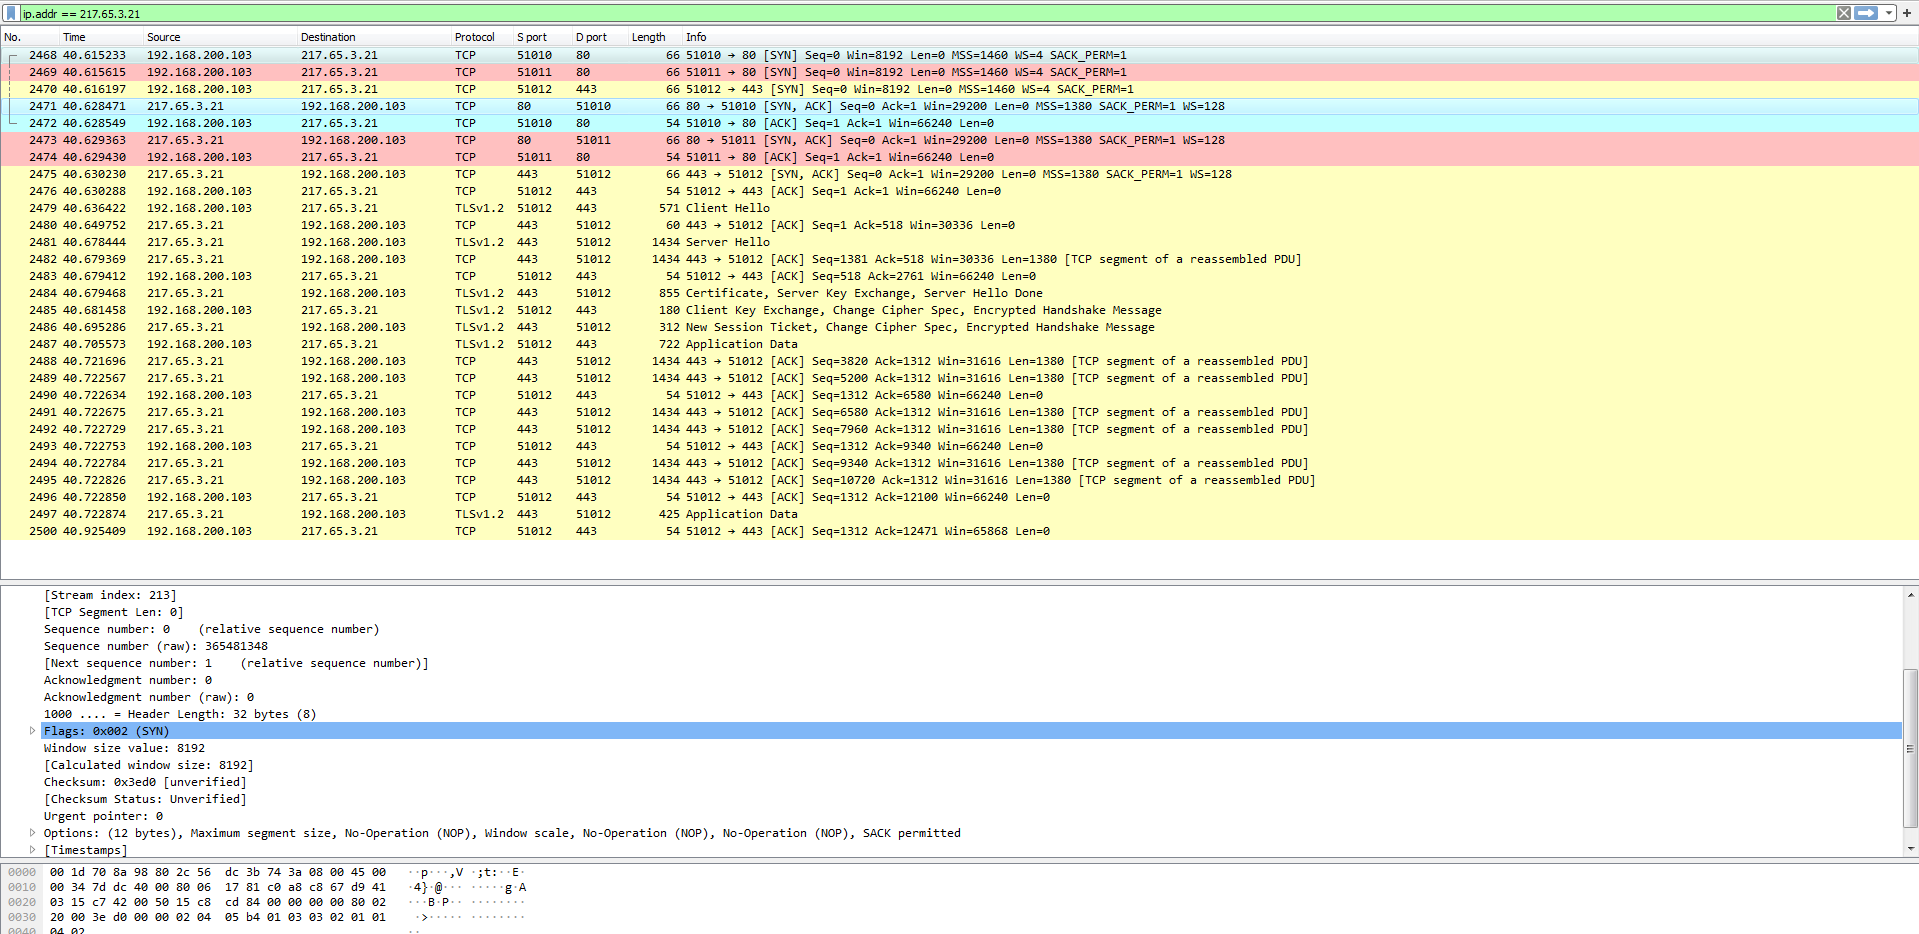 ip.addr == 217.65.3.21
No. Time Source Destination Protocol S port D port Length Info
2468 40.615233 192.168.200.103 217.65.3.21 TCP 51010 80 66 51010 → 80 [SYN] Seq=0 Win=8192 Len=0 MSS=1460 WS=4 SACK_PERM=1
2469 40.615615 192.168.200.103 217.65.3.21 TCP 51011 80 66 51011 → 80 [SYN] Seq=0 Win=8192 Len=0 MSS=1460 WS=4 SACK_PERM=1
2470 40.616197 192.168.200.103 217.65.3.21 TCP 51012 443 66 51012 → 443 [SYN] Seq=0 Win=8192 Len=0 MSS=1460 WS=4 SACK_PERM=1
2471 40.628471 217.65.3.21 192.168.200.103 TCP 80 51010 66 80 → 51010 [SYN, ACK] Seq=0 Ack=1 Win=29200 Len=0 MSS=1380 SACK_PERM=1 WS=128
2472 40.628549 192.168.200.103 217.65.3.21 TCP 51010 80 54 51010 → 80 [ACK] Seq=1 Ack=1 Win=66240 Len=0
2473 40.629363 217.65.3.21 192.168.200.103 TCP 80 51011 66 80 → 51011 [SYN, ACK] Seq=0 Ack=1 Win=29200 Len=0 MSS=1380 SACK_PERM=1 WS=128
2474 40.629430 192.168.200.103 217.65.3.21 TCP 51011 80 54 51011 → 80 [ACK] Seq=1 Ack=1 Win=66240 Len=0
2475 40.630230 217.65.3.21 192.168.200.103 TCP 443 51012 66 443 → 51012 [SYN, ACK] Seq=0 Ack=1 Win=29200 Len=0 MSS=1380 SACK_PERM=1 WS=128
2476 40.630288 192.168.200.103 217.65.3.21 TCP 51012 443 54 51012 → 443 [ACK] Seq=1 Ack=1 Win=66240 Len=0
2479 40.636422 192.168.200.103 217.65.3.21 TLSv1.2 51012 443 571 Client Hello
2480 40.649752 217.65.3.21 192.168.200.103 TCP 443 51012 60 443 → 51012 [ACK] Seq=1 Ack=518 Win=30336 Len=0
2481 40.678444 217.65.3.21 192.168.200.103 TLSv1.2 443 51012 1434 Server Hello
2482 40.679369 217.65.3.21 192.168.200.103 TCP 443 51012 1434 443 → 51012 [ACK] Seq=1381 Ack=518 Win=30336 Len=1380 [TCP segment of a reassembled PDU]
2483 40.679412 192.168.200.103 217.65.3.21 TCP 51012 443 54 51012 → 443 [ACK] Seq=518 Ack=2761 Win=66240 Len=0
2484 40.679468 217.65.3.21 192.168.200.103 TLSv1.2 443 51012 855 Certificate, Server Key Exchange, Server Hello Done
2485 40.681458 192.168.200.103 217.65.3.21 TLSv1.2 51012 443 180 Client Key Exchange, Change Cipher Spec, Encrypted Handshake Message
2486 40.695286 217.65.3.21 192.168.200.103 TLSv1.2 443 51012 312 New Session Ticket, Change Cipher Spec, Encrypted Handshake Message
2487 40.705573 192.168.200.103 217.65.3.21 TLSv1.2 51012 443 722 Application Data
2488 40.721696 217.65.3.21 192.168.200.103 TCP 443 51012 1434 443 → 51012 [ACK] Seq=3820 Ack=1312 Win=31616 Len=1380 [TCP segment of a reassembled PDU]
2489 40.722567 217.65.3.21 192.168.200.103 TCP 443 51012 1434 443 → 51012 [ACK] Seq=5200 Ack=1312 Win=31616 Len=1380 [TCP segment of a reassembled PDU]
2490 40.722634 192.168.200.103 217.65.3.21 TCP 51012 443 54 51012 → 443 [ACK] Seq=1312 Ack=6580 Win=66240 Len=0
2491 40.722675 217.65.3.21 192.168.200.103 TCP 443 51012 1434 443 → 51012 [ACK] Seq=6580 Ack=1312 Win=31616 Len=1380 [TCP segment of a reassembled PDU]
2492 40.722729 217.65.3.21 192.168.200.103 TCP 443 51012 1434 443 → 51012 [ACK] Seq=7960 Ack=1312 Win=31616 Len=1380 [TCP segment of a reassembled PDU]
2493 40.722753 192.168.200.103 217.65.3.21 TCP 51012 443 54 51012 → 443 [ACK] Seq=1312 Ack=9340 Win=66240 Len=0
2494 40.722784 217.65.3.21 192.168.200.103 TCP 443 51012 1434 443 → 51012 [ACK] Seq=9340 Ack=1312 Win=31616 Len=1380 [TCP segment of a reassembled PDU]
2495 40.722826 217.65.3.21 192.168.200.103 TCP 443 51012 1434 443 → 51012 [ACK] Seq=10720 Ack=1312 Win=31616 Len=1380 [TCP segment of a reassembled PDU]
2496 40.722850 192.168.200.103 217.65.3.21 TCP 51012 443 54 51012 → 443 [ACK] Seq=1312 Ack=12100 Win=66240 Len=0
2497 40.722874 217.65.3.21 192.168.200.103 TLSv1.2 443 51012 425 Application Data
2500 40.925409 192.168.200.103 217.65.3.21 TCP 51012 443 54 51012 → 443 [ACK] Seq=1312 Ack=12471 Win=65868 Len=0
[Stream index: 213]
[TCP Segment Len: 0]
Sequence number: 0 (relative sequence number)
Sequence number (raw): 365481348
[Next sequence number: 1 (relative sequence number)]
Acknowledgment number: 0
Acknowledgment number (raw): 0
1000 .... = Header Length: 32 bytes (8)
Flags: 0x002 (SYN)
Window size value: 8192
[Calculated window size: 8192]
Checksum: 0x3ed0 [unverified]
[Checksum Status: Unverified]
Urgent pointer: 0
Options: (12 bytes), Maximum segment size, No-Operation (NOP), Window scale, No-Operation (NOP), No-Operation (NOP), SACK permitted
[Timestamps]
0000 00 1d 70 8a 98 80 2c 56 dc 3b 74 3a 08 00 45 00 ··p···,V ·;t:··E·
0010 00 34 7d dc 40 00 80 06 17 81 c0 a8 c8 67 d9 41 ·4}·@··· ·····g·A
0020 03 15 c7 42 00 50 15 c8 cd 84 00 00 00 00 80 02 ···B·P·· ········
0030 20 00 3e d0 00 00 02 04 05 b4 01 03 03 02 01 01 ·>····· ········
0040 04 02 ··